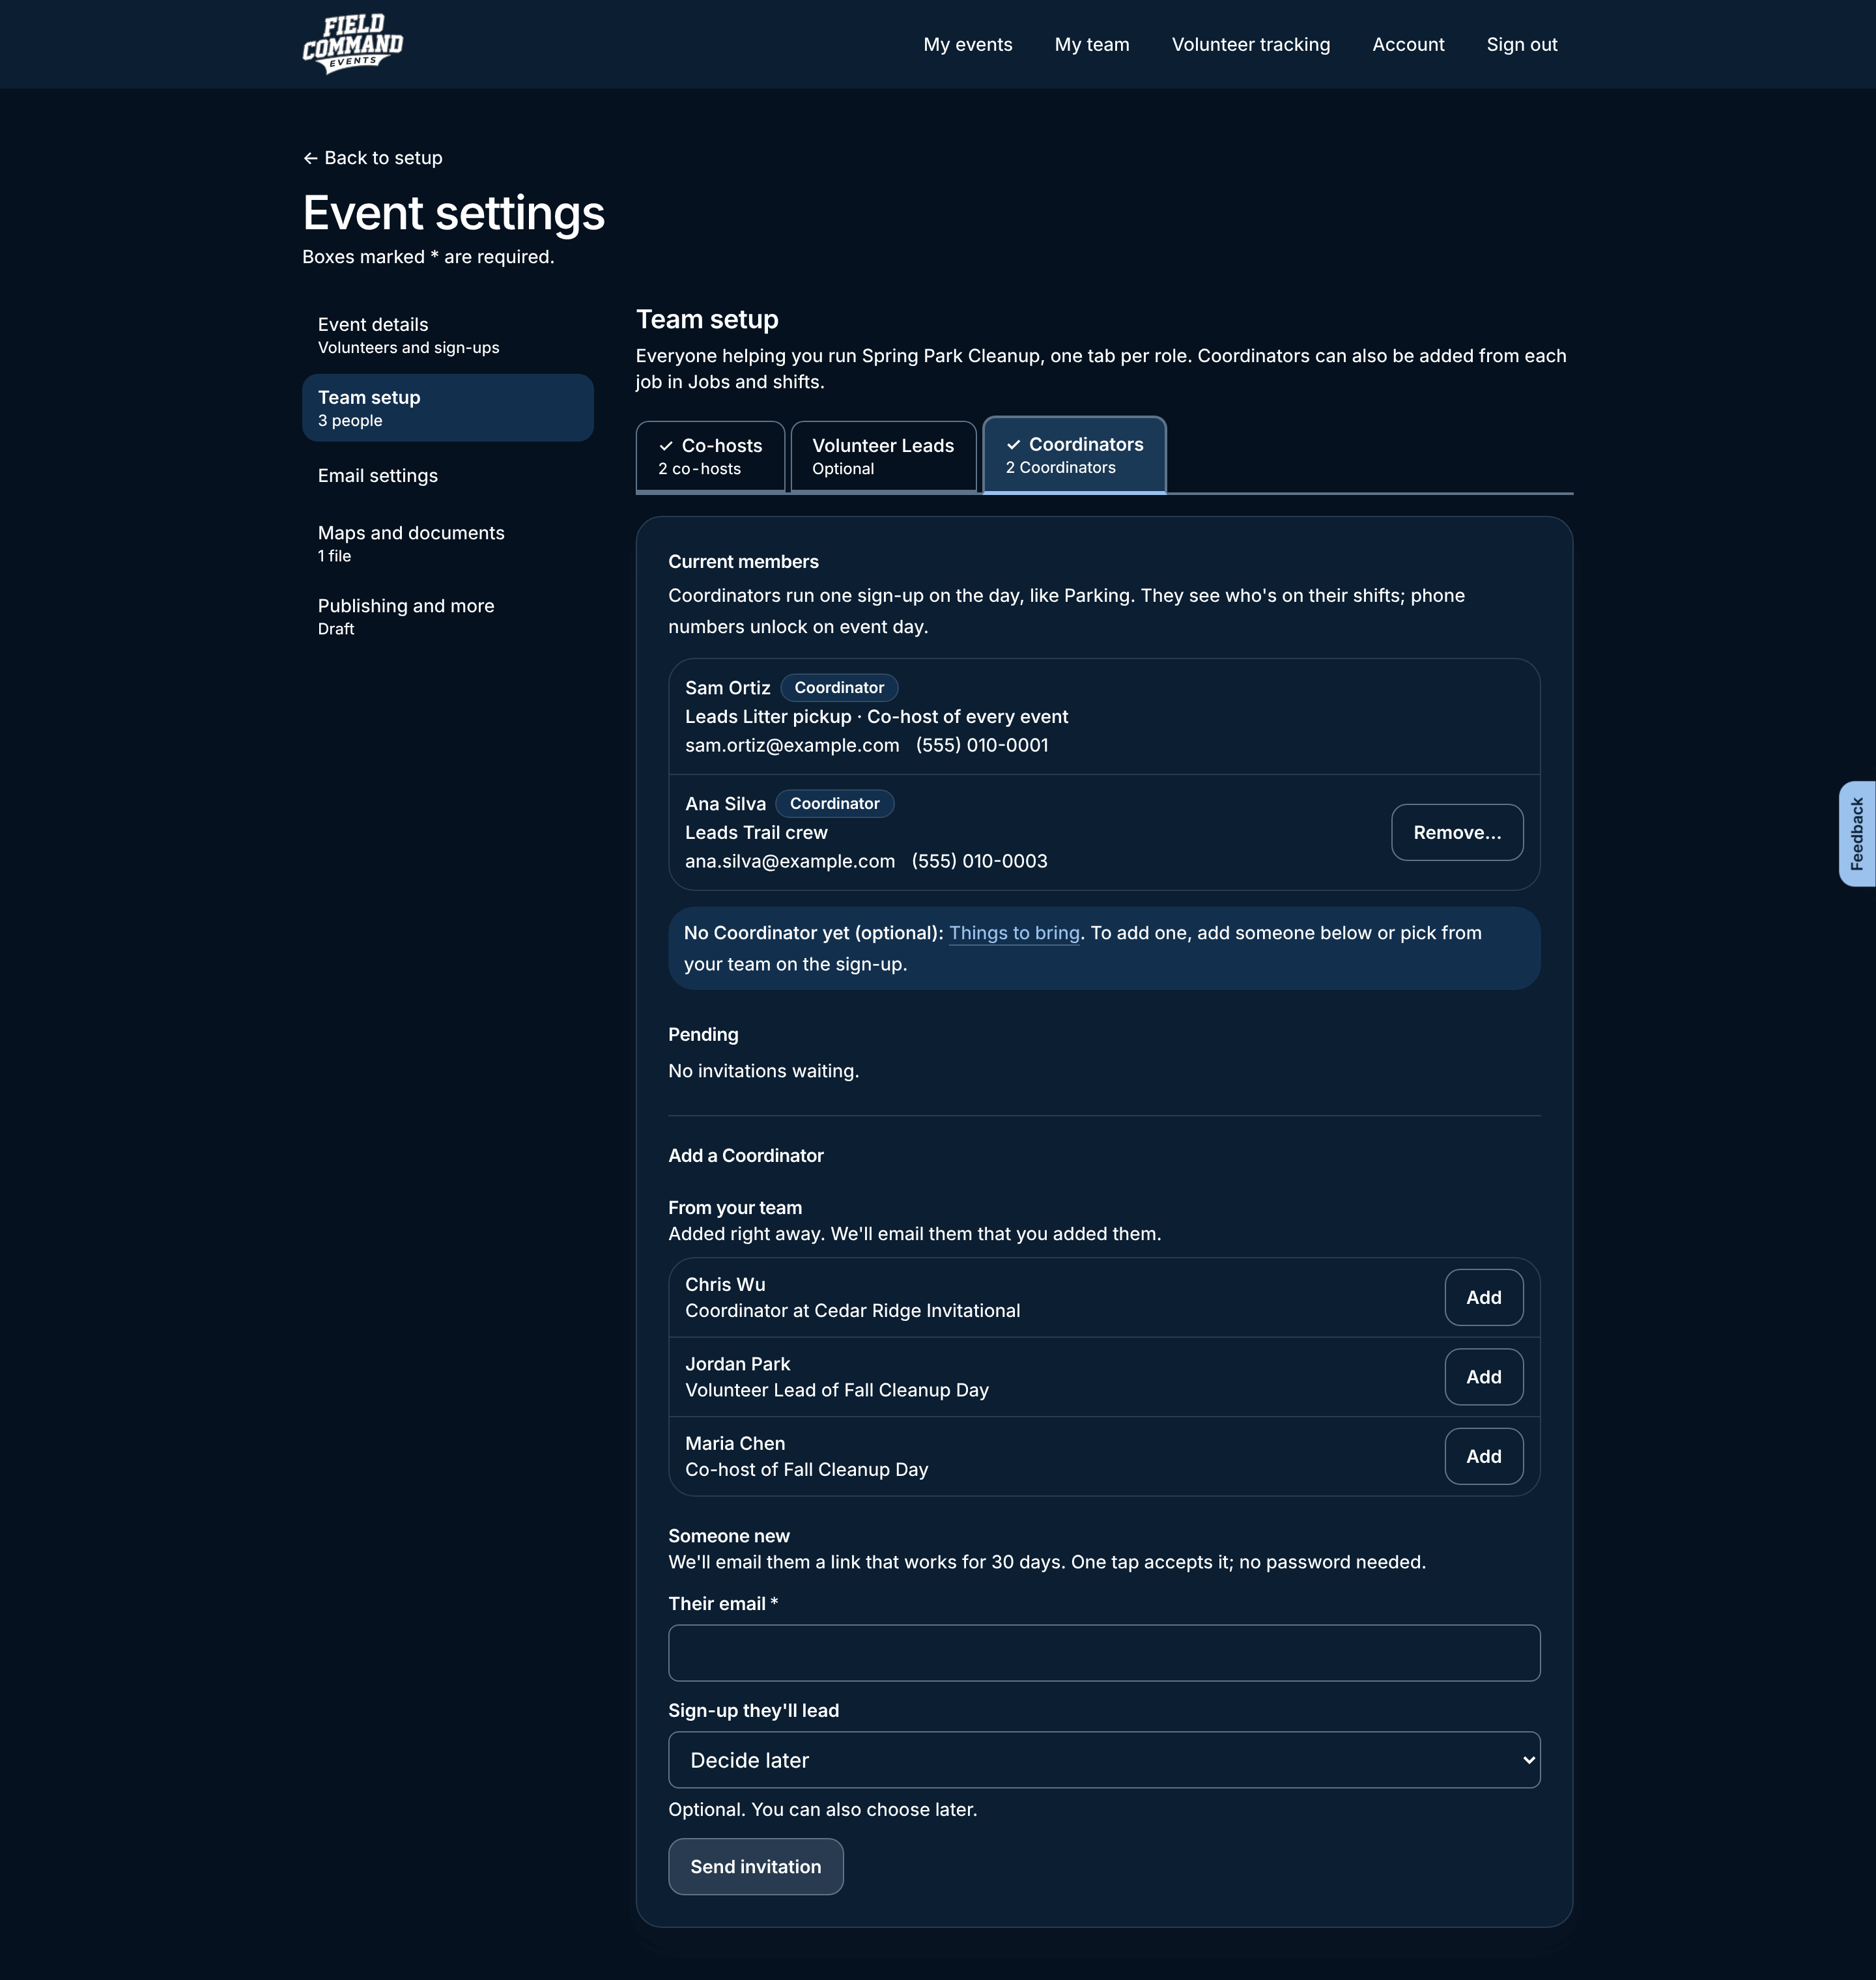 FIELD
COMMAND
EVENTS
My events
My team
Volunteer tracking
Account
Sign out
← Back to setup
Event settings
Boxes marked * are required.
Event details
Volunteers and sign-ups
Team setup
3 people
Email settings
Maps and documents
1 file
Publishing and more
Draft
Team setup
Everyone helping you run Spring Park Cleanup, one tab per role. Coordinators can also be added from each
job in Jobs and shifts.
✓ Co-hosts
2 co-hosts
Volunteer Leads
Optional
✓ Coordinators
2 Coordinators
Current members
Coordinators run one sign-up on the day, like Parking. They see who's on their shifts; phone
numbers unlock on event day.
Sam Ortiz Coordinator
Leads Litter pickup · Co-host of every event
sam.ortiz@example.com (555) 010-0001
Ana Silva Coordinator
Leads Trail crew
ana.silva@example.com (555) 010-0003
Remove...
No Coordinator yet (optional): Things to bring. To add one, add someone below or pick from
your team on the sign-up.
Pending
No invitations waiting.
Add a Coordinator
From your team
Added right away. We'll email them that you added them.
Chris Wu
Coordinator at Cedar Ridge Invitational
Add
Jordan Park
Volunteer Lead of Fall Cleanup Day
Add
Maria Chen
Co-host of Fall Cleanup Day
Add
Someone new
We'll email them a link that works for 30 days. One tap accepts it; no password needed.
Their email *
Sign-up they'll lead
Decide later
Optional. You can also choose later.
Send invitation
Feedback